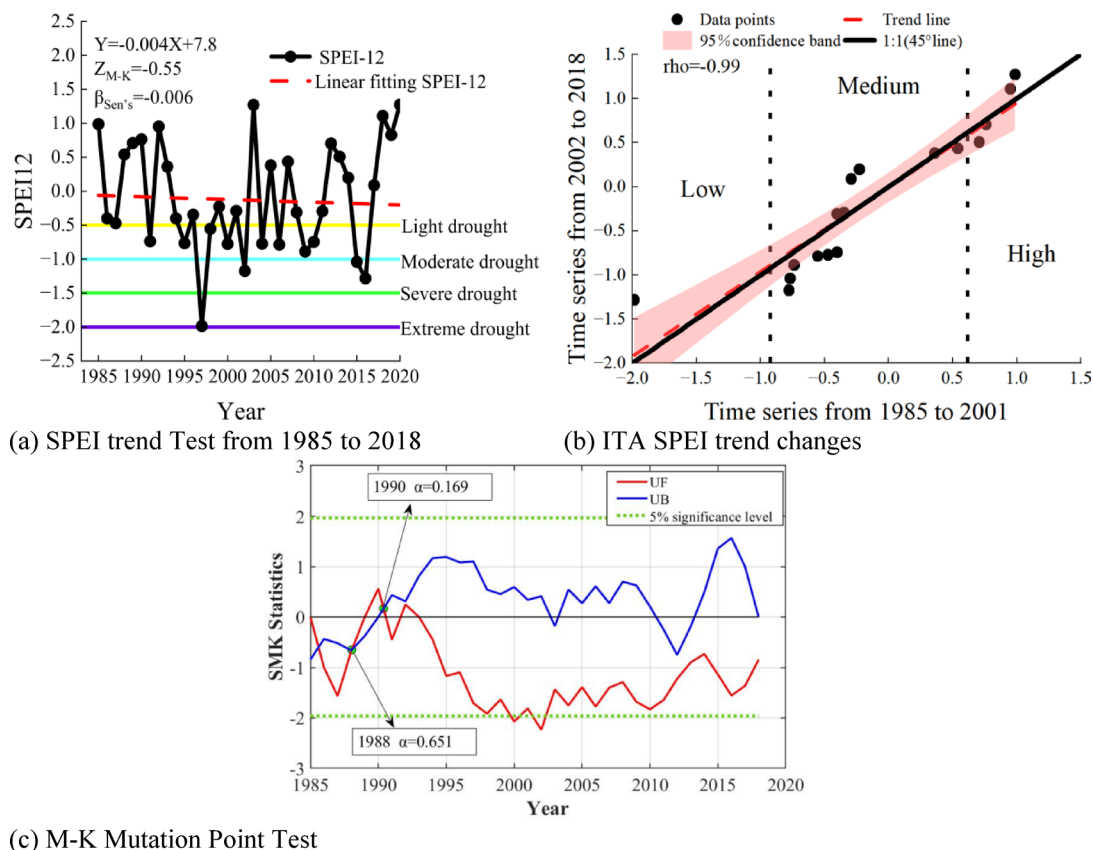 Y=-0.004X+7.8
Z M-K=-0.55
β Sen's=-0.006
SPEI-12
Linear fitting SPEI-12
1.5
1.0
0.5
0.0
−0.5
−1.0
−1.5
−2.0
−2.5
SPEI12
Light drought
Moderate drought
Severe drought
Extreme drought
1985 1990 1995 2000 2005 2010 2015 2020
Year
(a) SPEI trend Test from 1985 to 2018
Data points
Trend line
95%confidence band
1:1(45°line)
rho=-0.99
Medium
Low
High
1.5
1.0
0.5
0.0
−0.5
−1.0
−1.5
−2.0
Time series from 2002 to 2018
−2.0 −1.5 −1.0 −0.5 0.0 0.5 1.0 1.5
Time series from 1985 to 2001
(b) ITA SPEI trend changes
3
2
1
0
-1
-2
-3
SMK Statistics
1990 α=0.169
1988 α=0.651
UF
UB
5% significance level
1985 1990 1995 2000 2005 2010 2015 2020
Year
(c) M-K Mutation Point Test